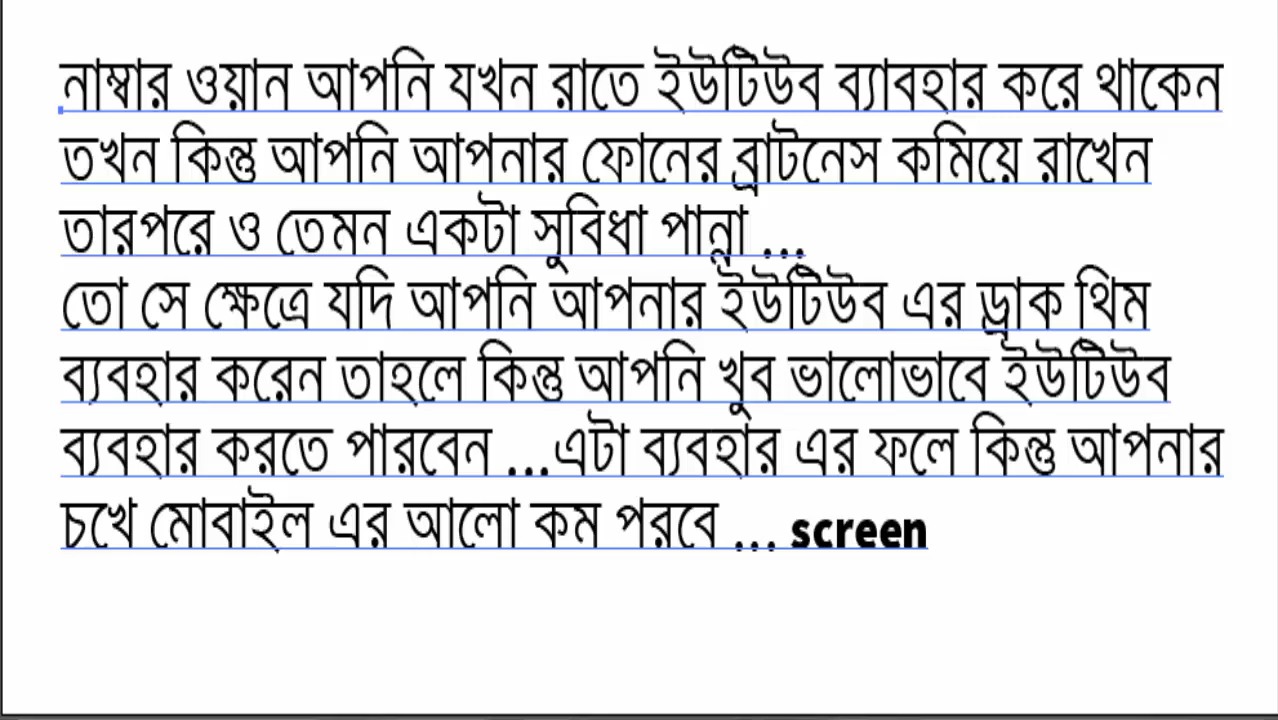 নাম্বার ওয়ান আপনি যখন রাতে ইউটিউব ব্যাবহার করে থাকেন
তখন কিন্তু আপনি আপনার ফোনের ব্রাটনেস কমিয়ে রাখেন
তারপরে ও তেমন একটা সুবিধা পান্না ...
তো সে ক্ষেত্রে যদি আপনি আপনার ইউটিউব এর ড্রাক থিম
ব্যবহার করেন তাহলে কিন্তু আপনি খুব ভালোভাবে ইউটিউব
ব্যবহার করতে পারবেন ...এটা ব্যবহার এর ফলে কিন্তু আপনার
চখে মোবাইল এর আলো কম পরবে ... screen